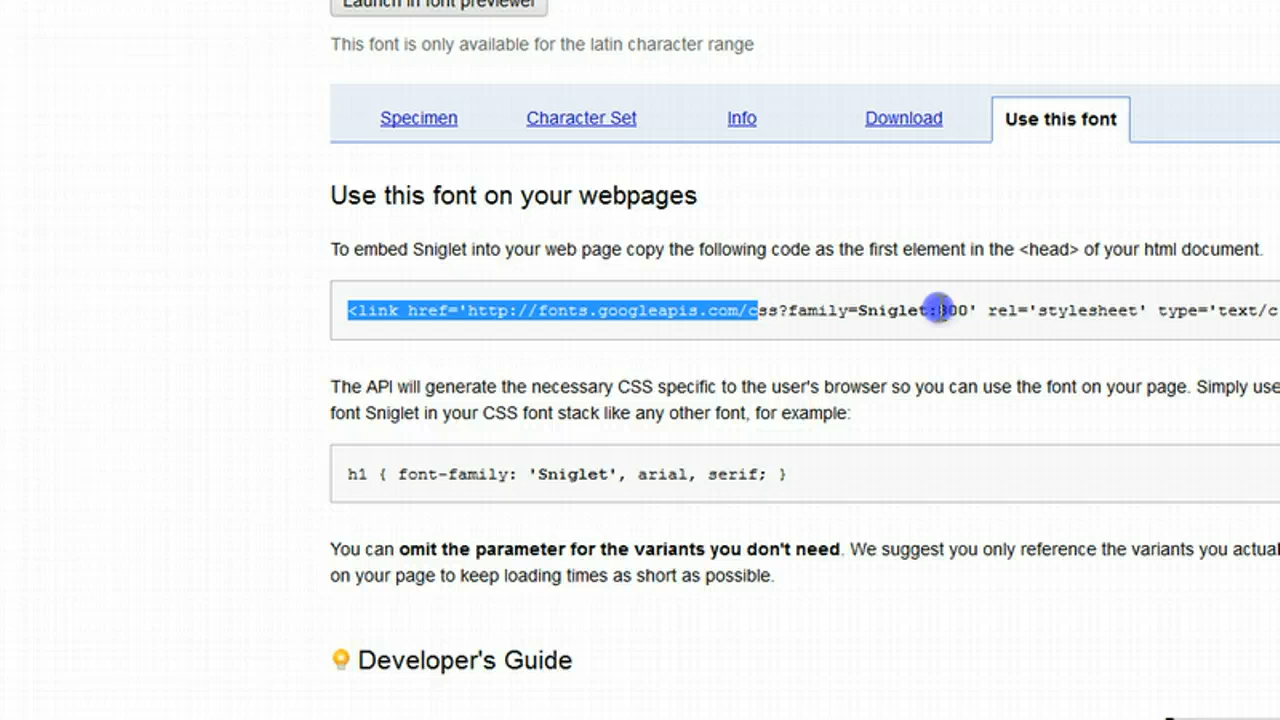 Launch in font previewer
This font is only available for the latin character range
Specimen Character Set Info Download Use this font
Use this font on your webpages
To embed Sniglet into your web page copy the following code as the first element in the <head> of your html document.
<link href='http://fonts.googleapis.com/css?family=Sniglet:800' rel='stylesheet' type='text/c
The API will generate the necessary CSS specific to the user's browser so you can use the font on your page. Simply use
font Sniglet in your CSS font stack like any other font, for example:
h1 { font-family: 'Sniglet', arial, serif; }
You can omit the parameter for the variants you don't need. We suggest you only reference the variants you actual
on your page to keep loading times as short as possible.
Developer's Guide